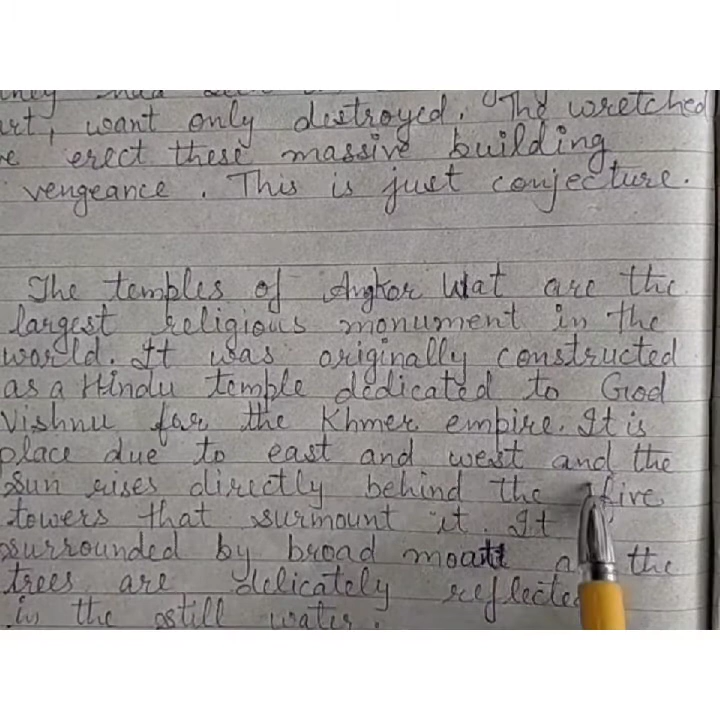 they had
art, want only destroyed. The wretched
erect these massive building
vengeance. This is just conjecture.
The temples of Angkor Wat are the
largest religious monument in the
world. It was originally constructed
as a Hindu temple dedicated to God
Vishnu for the Khmer empire. It is
place due to east and west and the
sun rises directly behind the five
towers that surmount it. It
surrounded by broad moat the
trees are delicately reflected
in the still water.